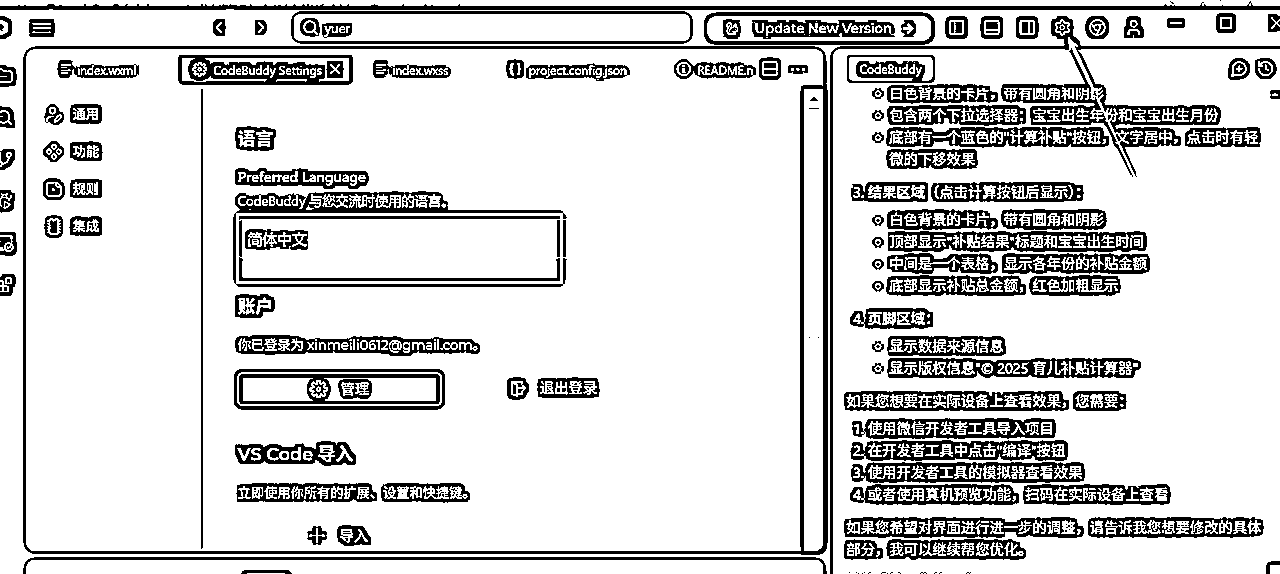 yuer
Update New Version
index.wxml
CodeBuddy Settings
index.wxss
project.config.json
README.
通用
功能
规则
集成
语言
Preferred Language
CodeBuddy 与您交流时使用的语言。
简体中文
账户
你已登录为 xinmeili0612@gmail.com。
管理
退出登录
VS Code 导入
立即使用你所有的扩展、设置和快捷键。
导入
CodeBuddy
白色背景的卡片，带有圆角和阴影
包含两个下拉选择器：宝宝出生年份和宝宝出生月份
底部有一个蓝色的"计算补贴"按钮，文字居中，点击时有轻
微的下移效果
3. 结果区域（点击计算按钮后显示）：
白色背景的卡片，带有圆角和阴影
顶部显示"补贴结果"标题和宝宝出生时间
中间是一个表格，显示各年份的补贴金额
底部显示补贴总金额，红色加粗显示
4. 页脚区域：
显示数据来源信息
显示版权信息"© 2025 育儿补贴计算器"
如果您想要在实际设备上查看效果，您需要：
1. 使用微信开发者工具导入项目
2. 在开发者工具中点击"编译"按钮
3. 使用开发者工具的模拟器查看效果
4. 或者使用真机预览功能，扫码在实际设备上查看
如果您希望对界面进行进一步的调整，请告诉我您想要修改的具体
部分，我可以继续帮您优化。